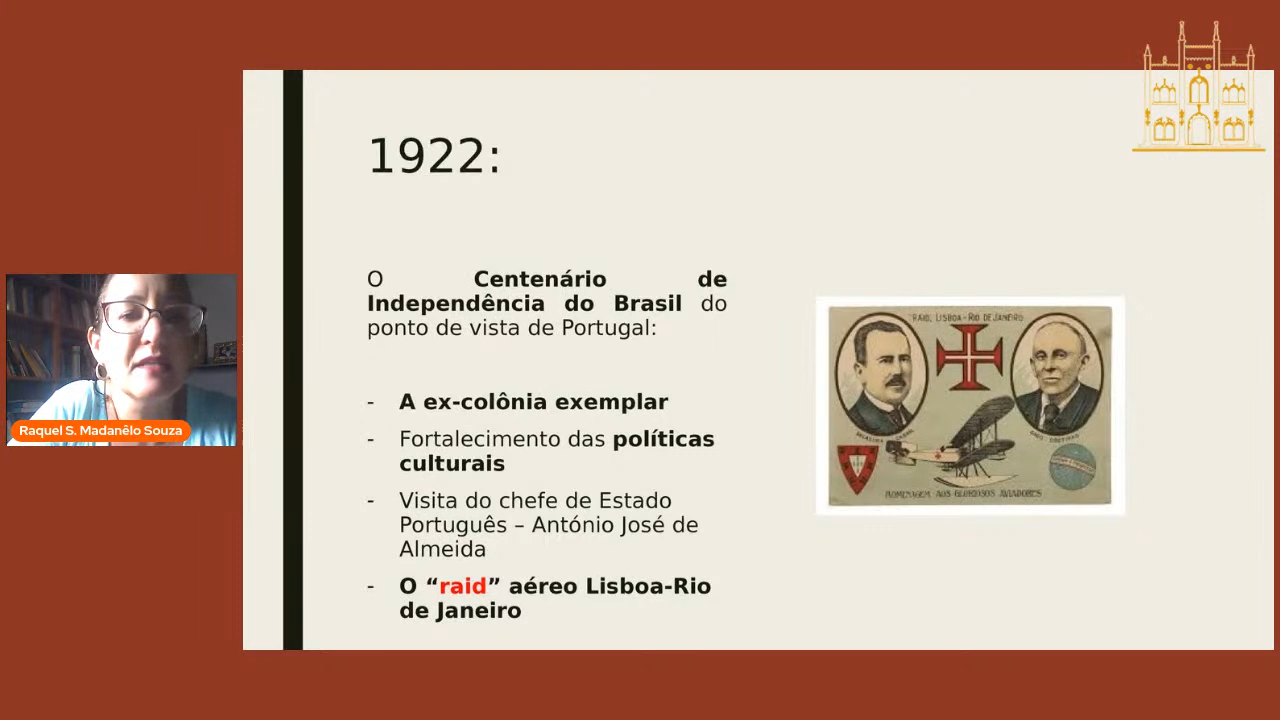 1922:
O Centenário de
Independência do Brasil do
ponto de vista de Portugal:
- A ex-colônia exemplar
- Fortalecimento das políticas
culturais
- Visita do chefe de Estado
Português – António José de
Almeida
- O “raid” aéreo Lisboa-Rio
de Janeiro
RAID, LISBOA-RIO DE JANEIRO
HOMENAGEM AOS GLORIOSOS AVIADORES
Raquel S. Madanêlo Souza